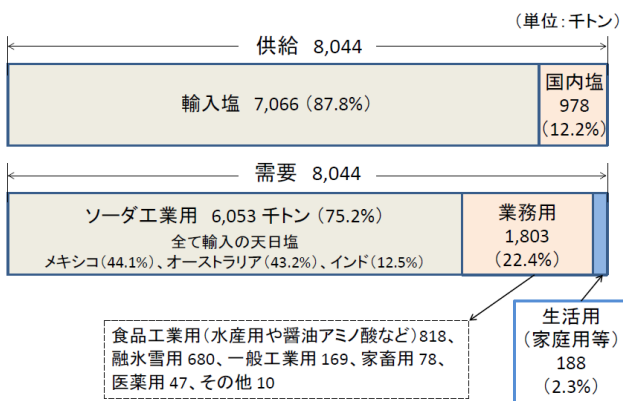 (単位:千トン)
供給 8,044
輸入塩 7,066 (87.8%)
国内塩
978
(12.2%)
需要 8,044
ソーダ工業用 6,053 千トン (75.2%)
全て輸入の天日塩
メキシコ(44.1%)、オーストラリア(43.2%)、インド(12.5%)
業務用
1,803
(22.4%)
食品工業用(水産用や醤油アミノ酸など)818、
融氷雪用 680、一般工業用 169、家畜用 78、
医薬用 47、その他 10
生活用
(家庭用等)
188
(2.3%)